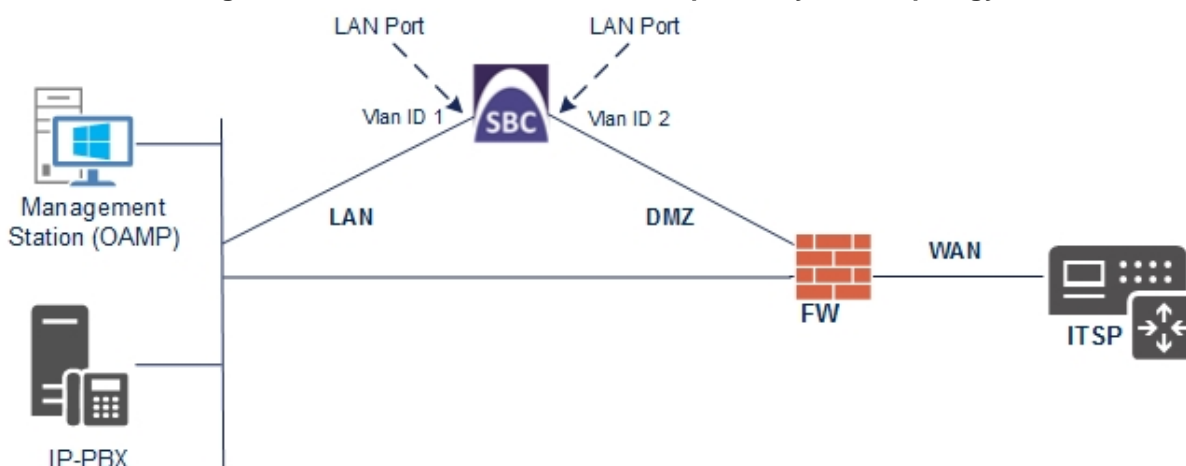 LAN Port
LAN Port
Vlan ID 1
SBC
Vlan ID 2
Management
Station (OAMP)
LAN
DMZ
WAN
FW
ITSP
IP-PBX